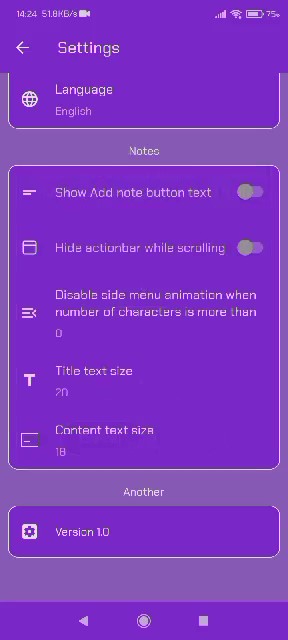 14:24 51.8KB/s
75%
Settings
Language
English
Notes
Show Add note button text
Hide actionbar while scrolling
Disable side menu animation when
number of characters is more than
0
Title text size
20
Content text size
18
Another
Version 1.0